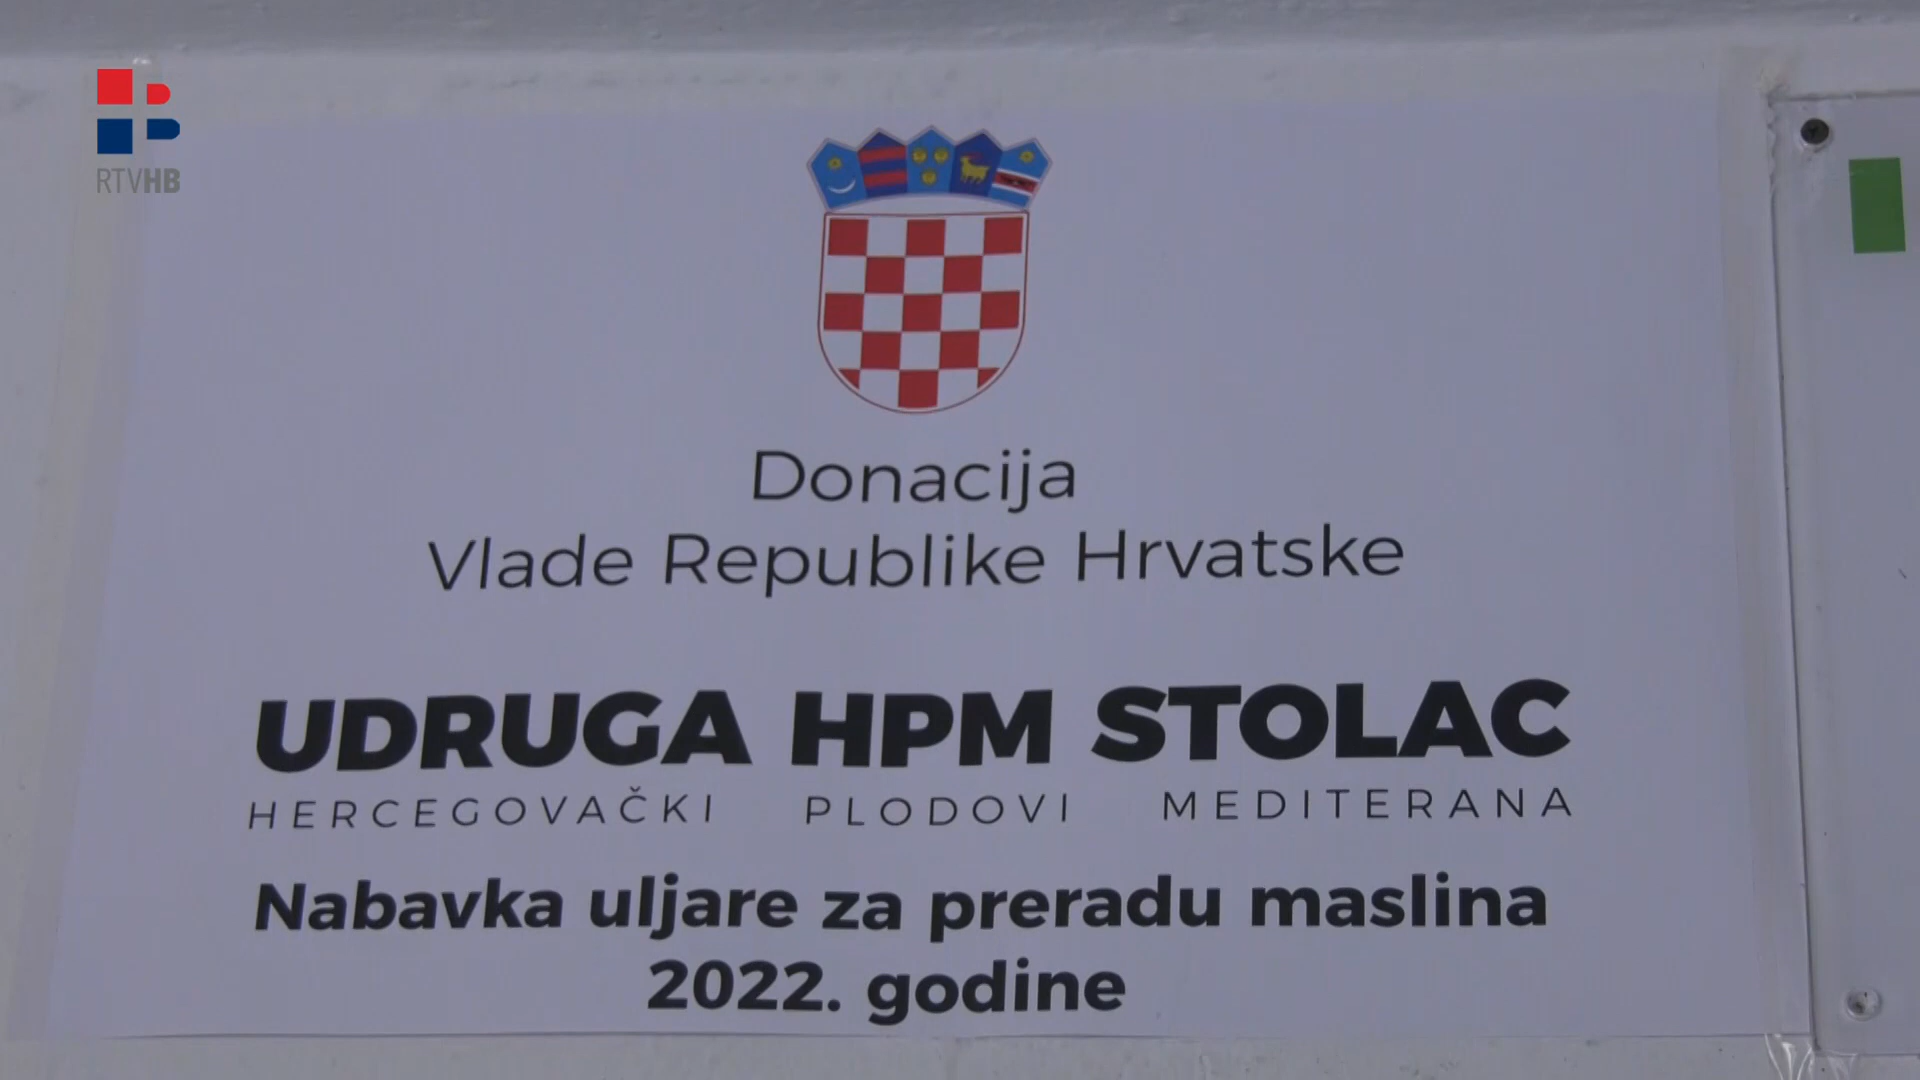 RTVHB
Donacija
Vlade Republike Hrvatske
UDRUGA HPM STOLAC
HERCEGOVAČKI PLODOVI MEDITERANA
Nabavka uljare za preradu maslina
2022. godine